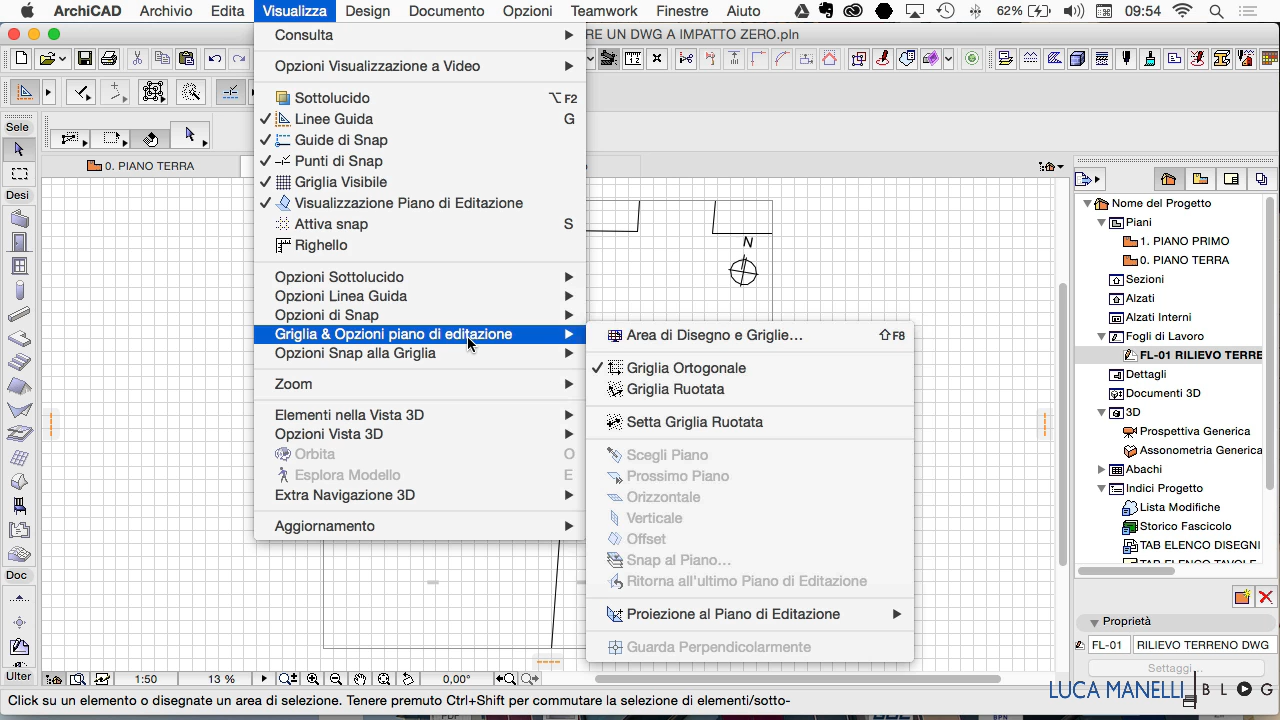 ArchiCAD Archivio Edita Visualizza Design Documento Opzioni Teamwork Finestre Aiuto 62% 09:54
RE UN DWG A IMPATTO ZERO.pln
Consulta
Opzioni Visualizzazione a Video
Sottolucido ⌥F2
Linee Guida G
Guide di Snap
Punti di Snap
Griglia Visibile
Visualizzazione Piano di Editazione
Attiva snap S
Righello
Opzioni Sottolucido
Opzioni Linea Guida
Opzioni di Snap
Griglia & Opzioni piano di editazione
Opzioni Snap alla Griglia
Zoom
Elementi nella Vista 3D
Opzioni Vista 3D
Orbita O
Esplora Modello E
Extra Navigazione 3D
Aggiornamento
Area di Disegno e Griglie... ⇧F8
Griglia Ortogonale
Griglia Ruotata
Setta Griglia Ruotata
Scegli Piano
Prossimo Piano
Orizzontale
Verticale
Offset
Snap al Piano...
Ritorna all'ultimo Piano di Editazione
Proiezione al Piano di Editazione
Guarda Perpendicolarmente
Sele
Desi
Doc
Ulter
0. PIANO TERRA
N
Nome del Progetto
Piani
1. PIANO PRIMO
0. PIANO TERRA
Sezioni
Alzati
Alzati Interni
Fogli di Lavoro
FL-01 RILIEVO TERRE
Dettagli
Documenti 3D
3D
Prospettiva Generica
Assonometria Generica
Abachi
Indici Progetto
Lista Modifiche
Storico Fascicolo
TAB ELENCO DISEGNI
TAB ELENCO TAVOLE
Proprietà
FL-01 RILIEVO TERRENO DWG
Settaggi
1:50 13 % 0,00°
LUCA MANELLI BLOG
Click su un elemento o disegnate un area di selezione. Tenere premuto Ctrl+Shift per commutare la selezione di elementi/sotto-